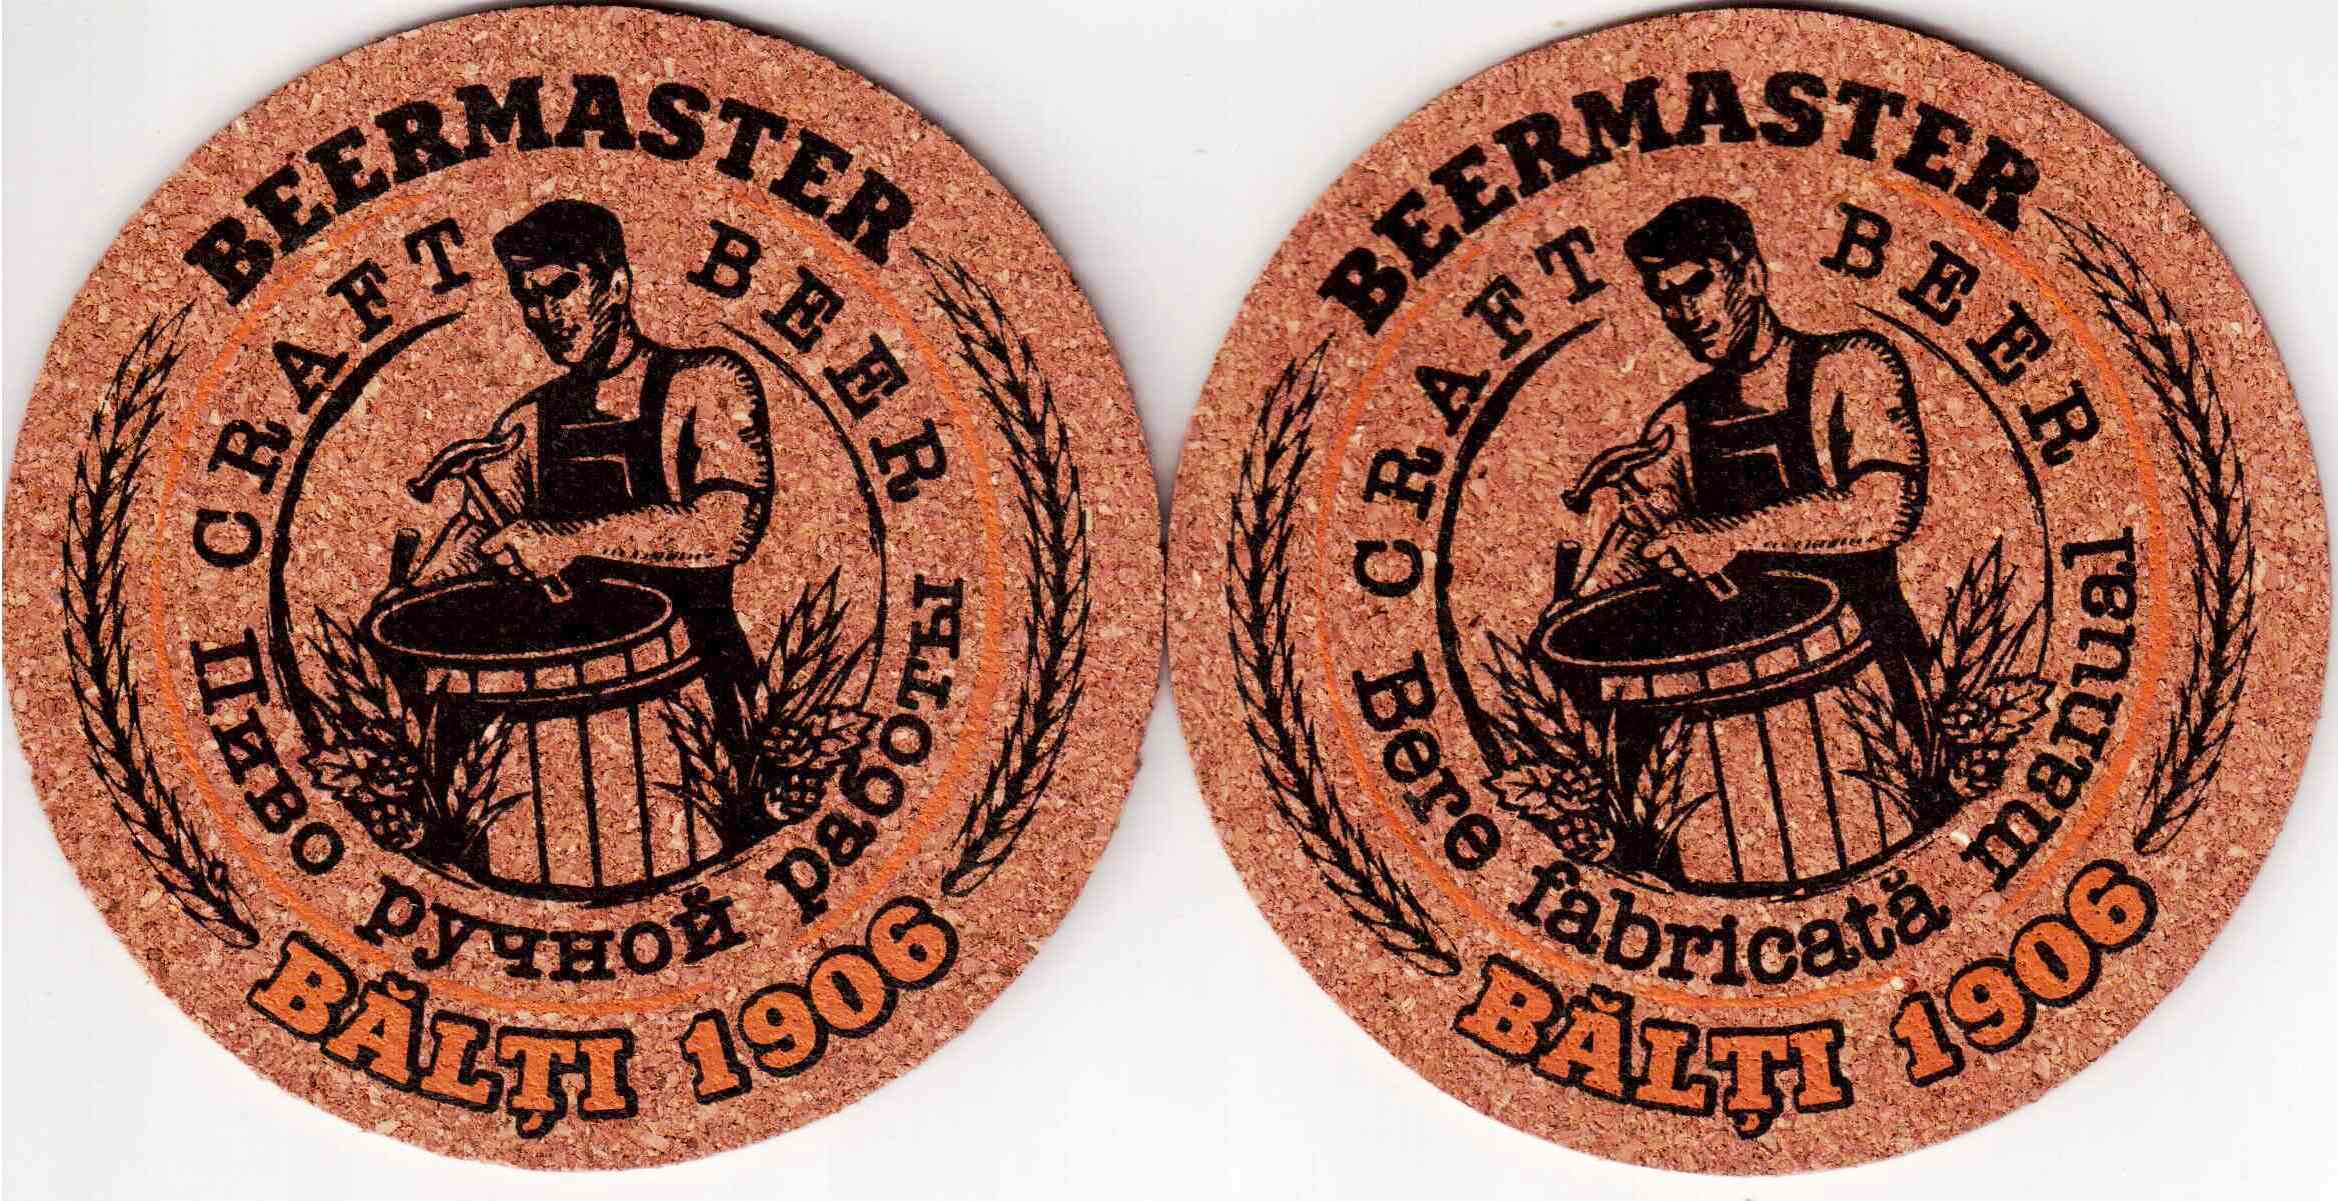 BEERMASTER
CRAFT BEER
Пиво ручной работы
BĂLȚI 1906
BEERMASTER
CRAFT BEER
Bere fabricată manual
BĂLȚI 1906